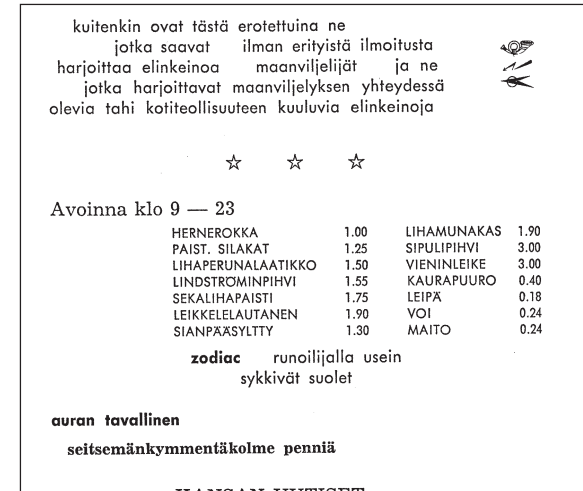 kuitenkin ovat tästä erotettuina ne
jotka saavat ilman erityistä ilmoitusta
harjoittaa elinkeinoa maanviljelijät ja ne
jotka harjoittavat maanviljelyksen yhteydessä
olevia tahi kotiteollisuuteen kuuluvia elinkeinoja
Avoinna klo 9 — 23
HERNEROKKA 1.00 LIHAMUNAKAS 1.90
PAIST. SILAKAT 1.25 SIPULIPIHVI 3.00
LIHAPERUNALAATIKKO 1.50 VIENINLEIKE 3.00
LINDSTRÖMINPIHVI 1.55 KAURAPUURO 0.40
SEKALIHAPAISTI 1.75 LEIPÄ 0.18
LEIKKELELAUTANEN 1.90 VOI 0.24
SIANPÄÄSYLTTY 1.30 MAITO 0.24
zodiac runoilijalla usein
sykkivät suolet
auran tavallinen
seitsemänkymmentäkolme penniä
HANSAN UUTISET